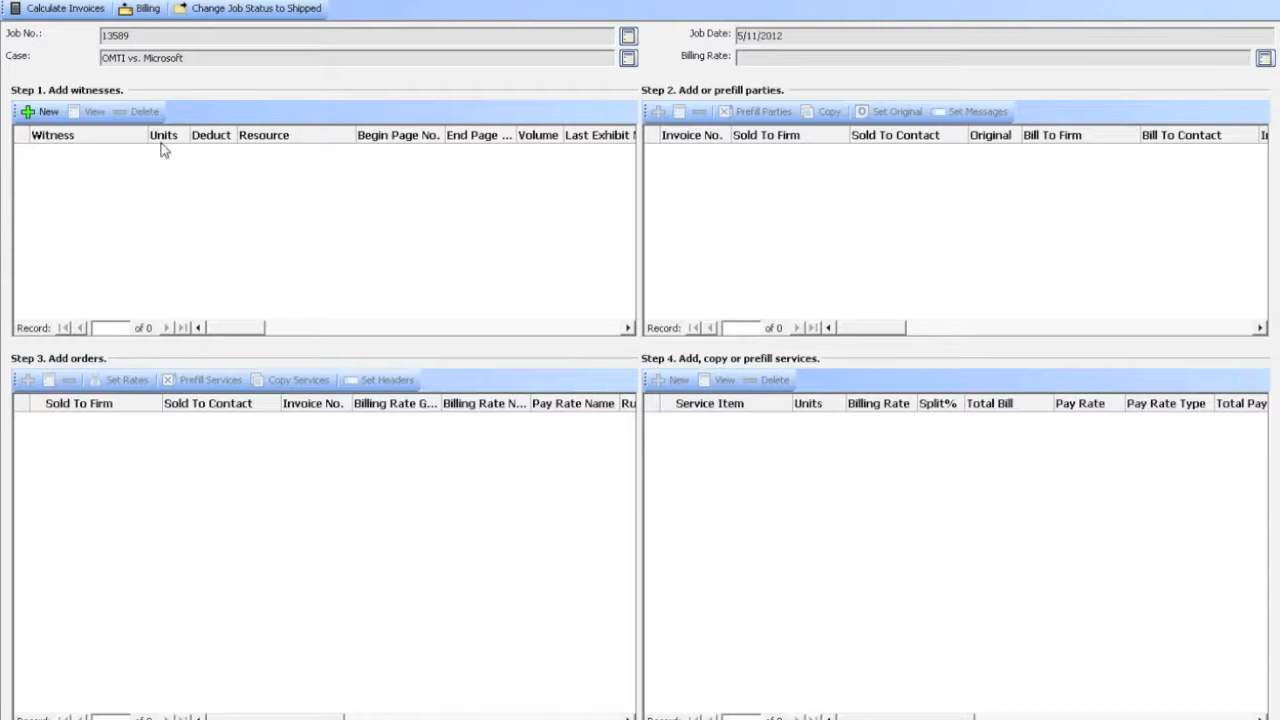 Calculate Invoices Billing Change Job Status to Shipped
Job No.: 13589 Job Date: 5/11/2012
Case: OMTI vs. Microsoft Billing Rate:
Step 1. Add witnesses.
New View Delete
Witness Units Deduct Resource Begin Page No. End Page ... Volume Last Exhibit
Record: of 0
Step 2. Add or prefill parties.
Prefill Parties Copy Set Original Set Messages
Invoice No. Sold To Firm Sold To Contact Original Bill To Firm Bill To Contact
Record: of 0
Step 3. Add orders.
Set Rates Prefill Services Copy Services Set Headers
Sold To Firm Sold To Contact Invoice No. Billing Rate G... Billing Rate N... Pay Rate Name Ru
Step 4. Add, copy or prefill services.
New View Delete
Service Item Units Billing Rate Split% Total Bill Pay Rate Pay Rate Type Total Pay